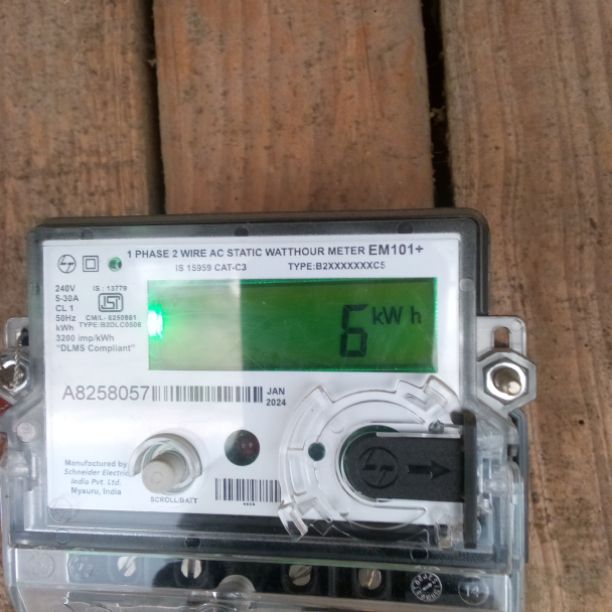 1 PHASE 2 WIRE AC STATIC WATTHOUR METER EM101+
IS 15959 CAT-C3 TYPE:B2XXXXXXXC5
240V
5-30A
CL 1
50Hz
kWh
3200 imp/kWh
"DLMS Compliant"
IS : 13779
ISI
CM/L- 6250861
TYPE:B2DLC0506
6 kWh
A8258057
JAN
2024
Manufactured by
Schneider Electric
India Pvt. Ltd.
Mysuru, India
SCROLL/BATT
14